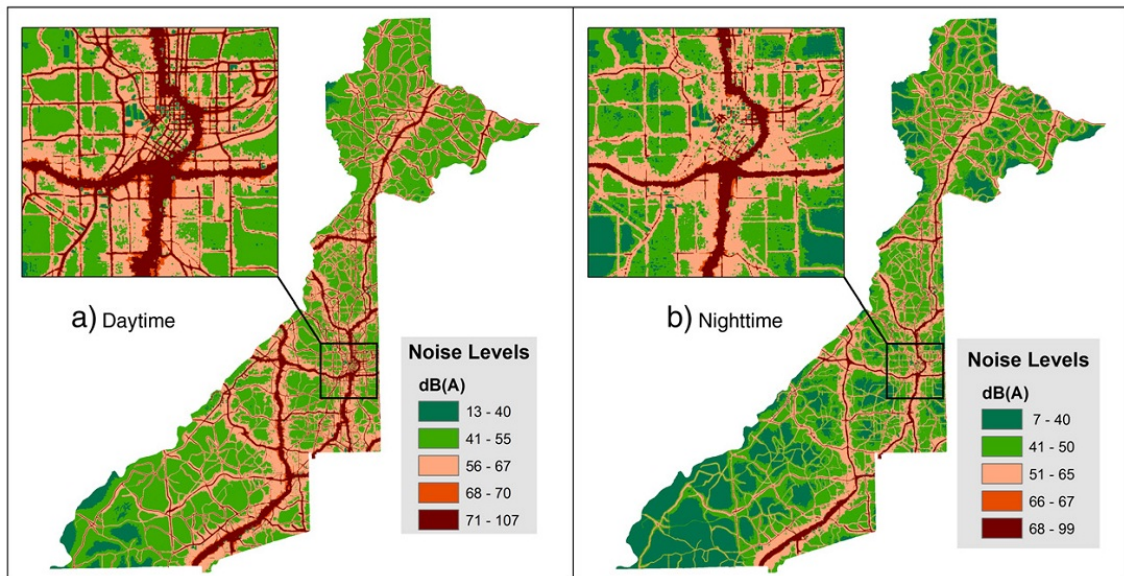 a) Daytime
Noise Levels
dB(A)
13 - 40
41 - 55
56 - 67
68 - 70
71 - 107
b) Nighttime
Noise Levels
dB(A)
7 - 40
41 - 50
51 - 65
66 - 67
68 - 99